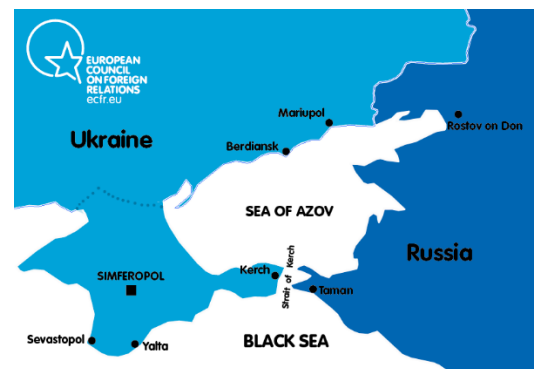 EUROPEAN
COUNCIL
ON FOREIGN
RELATIONS
ecfr.eu
Ukraine
Mariupol
Rostov on Don
Berdiansk
SEA OF AZOV
Russia
SIMFEROPOL
Kerch
Strait of Kerch
Taman
Sevastopol
Yalta
BLACK SEA